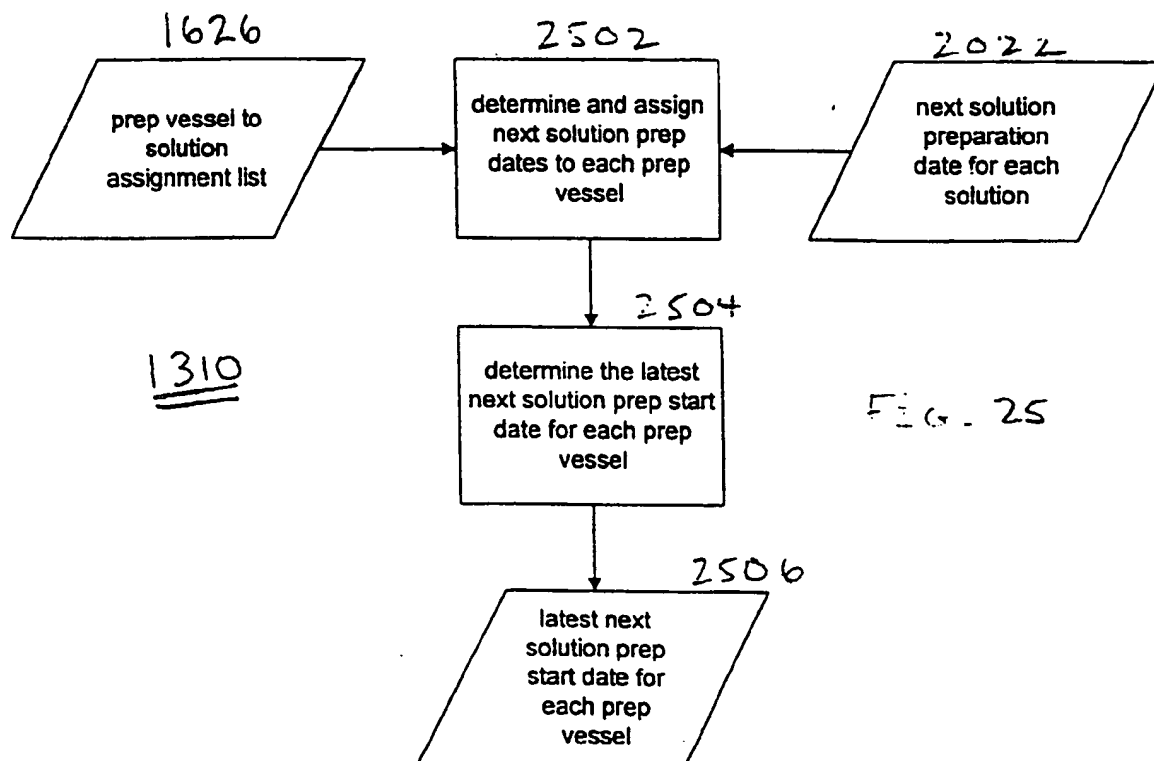 1626
prep vessel to
solution
assignment list
2502
determine and assign
next solution prep
dates to each prep
vessel
2022
next solution
preparation
date for each
solution
2504
determine the latest
next solution prep start
date for each prep
vessel
1310
Fig. 25
2506
latest next
solution prep
start date for
each prep
vessel